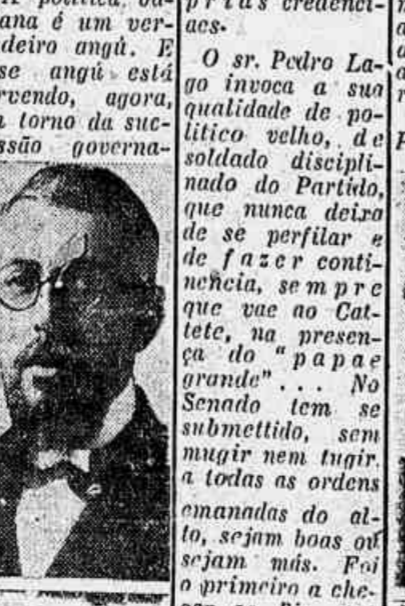 ana é um ver-
deiro angú. E
se angú está
rvendo, agora,
torno da suc-
ssão governa-
prias credenci-
aes.
O sr. Pedro La-
go invoca a sua
qualidade de po-
litico velho, de
soldado discipli-
nado do Partido,
que nunca deixa
de se perfilar e
de fazer conti-
nencia, sempre
que vae ao Cat-
tete, na presen-
ça do "papae
grande"... No
Senado tem se
submettido, sem
mugir nem tugir,
a todas as ordens
emanadas do al-
to, sejam boas ou
sejam más. Foi
o primeiro a che-